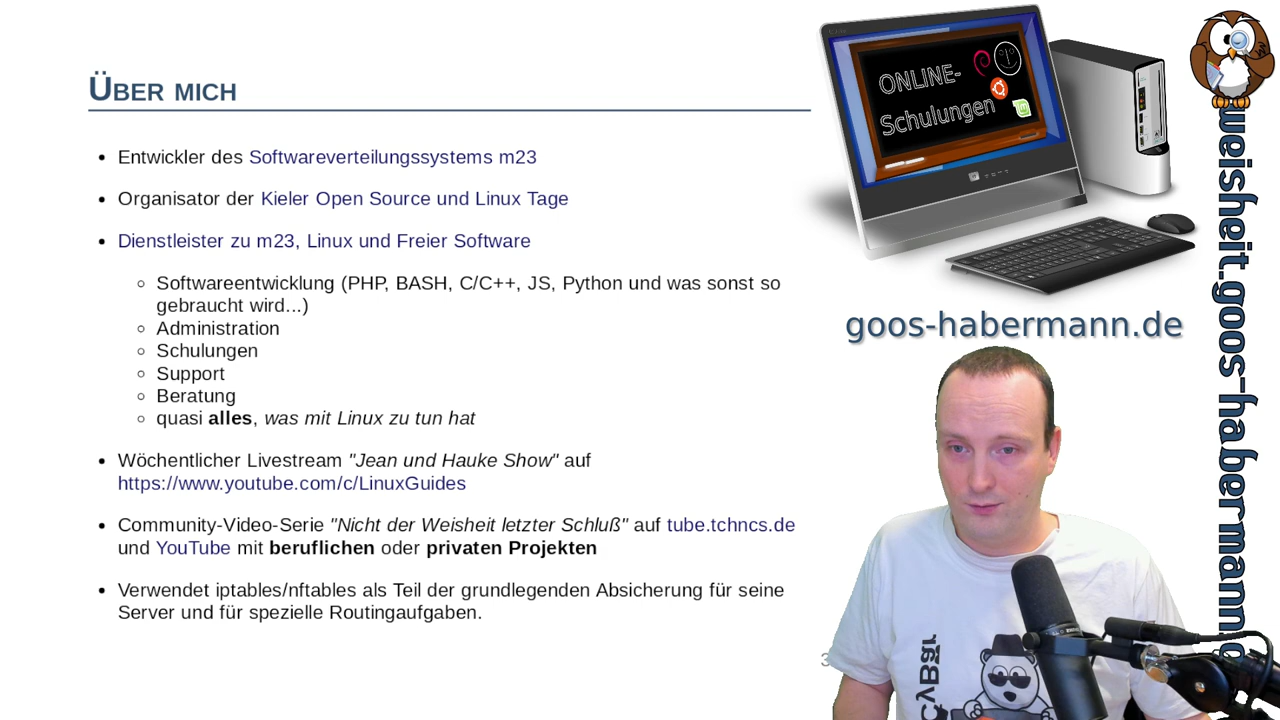 Über mich
Entwickler des Softwareverteilungssystems m23
Organisator der Kieler Open Source und Linux Tage
Dienstleister zu m23, Linux und Freier Software
Softwareentwicklung (PHP, BASH, C/C++, JS, Python und was sonst so
gebraucht wird...)
Administration
Schulungen
Support
Beratung
quasi alles, was mit Linux zu tun hat
Wöchentlicher Livestream "Jean und Hauke Show" auf
https://www.youtube.com/c/LinuxGuides
Community-Video-Serie "Nicht der Weisheit letzter Schluß" auf tube.tchncs.de
und YouTube mit beruflichen oder privaten Projekten
Verwendet iptables/nftables als Teil der grundlegenden Absicherung für seine
Server und für spezielle Routingaufgaben.
ONLINE-
Schulungen
goos-habermann.de
weisheit.goos-habermann.d
3